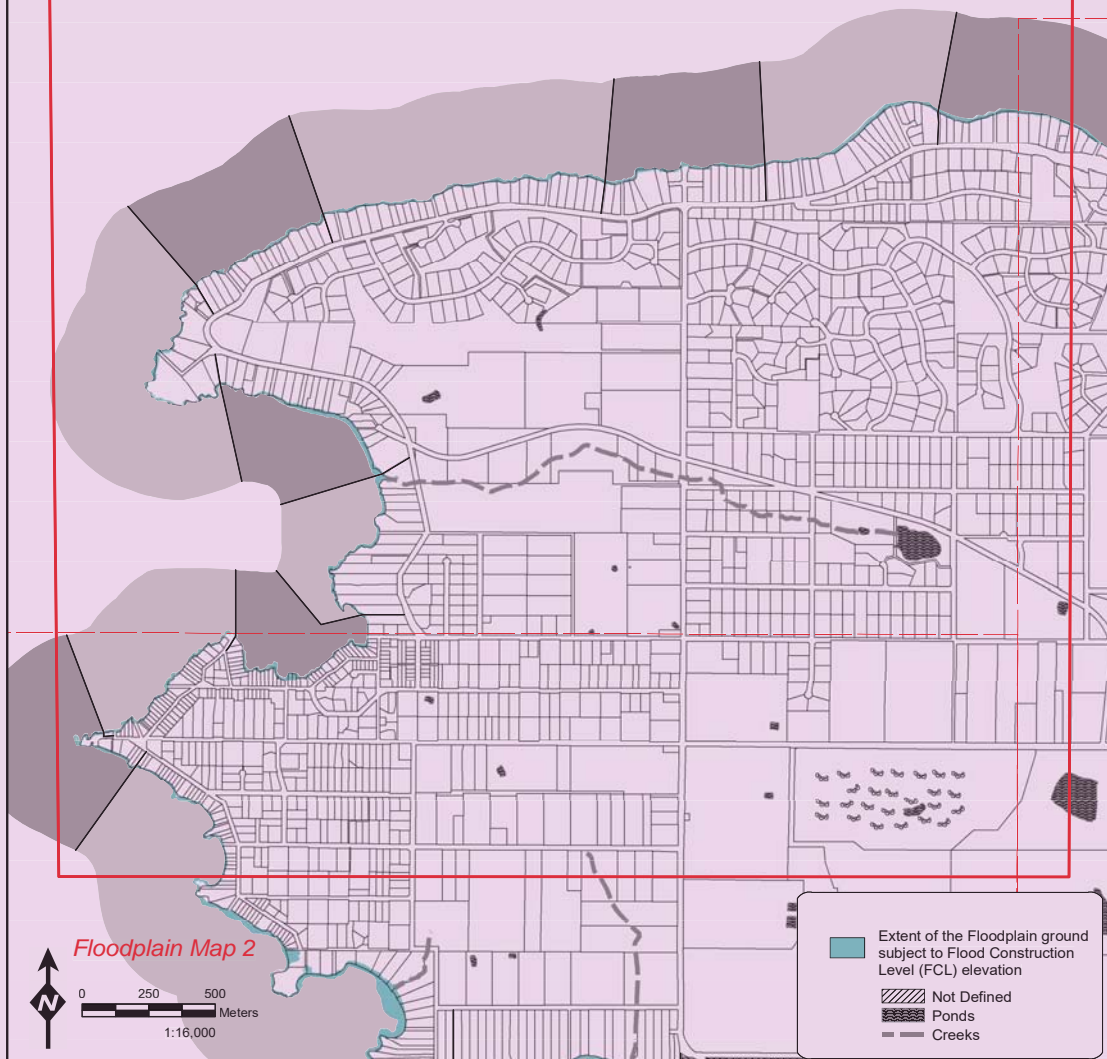 Floodplain Map 2
N
0 250 500
Meters
1:16,000
Extent of the Floodplain ground
subject to Flood Construction
Level (FCL) elevation
Not Defined
Ponds
Creeks